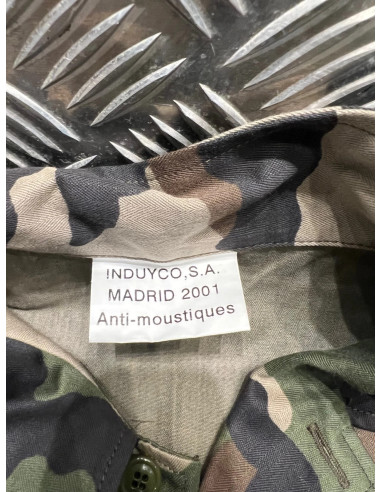 INDUYCO,S.A.
MADRID 2001
Anti-moustiques